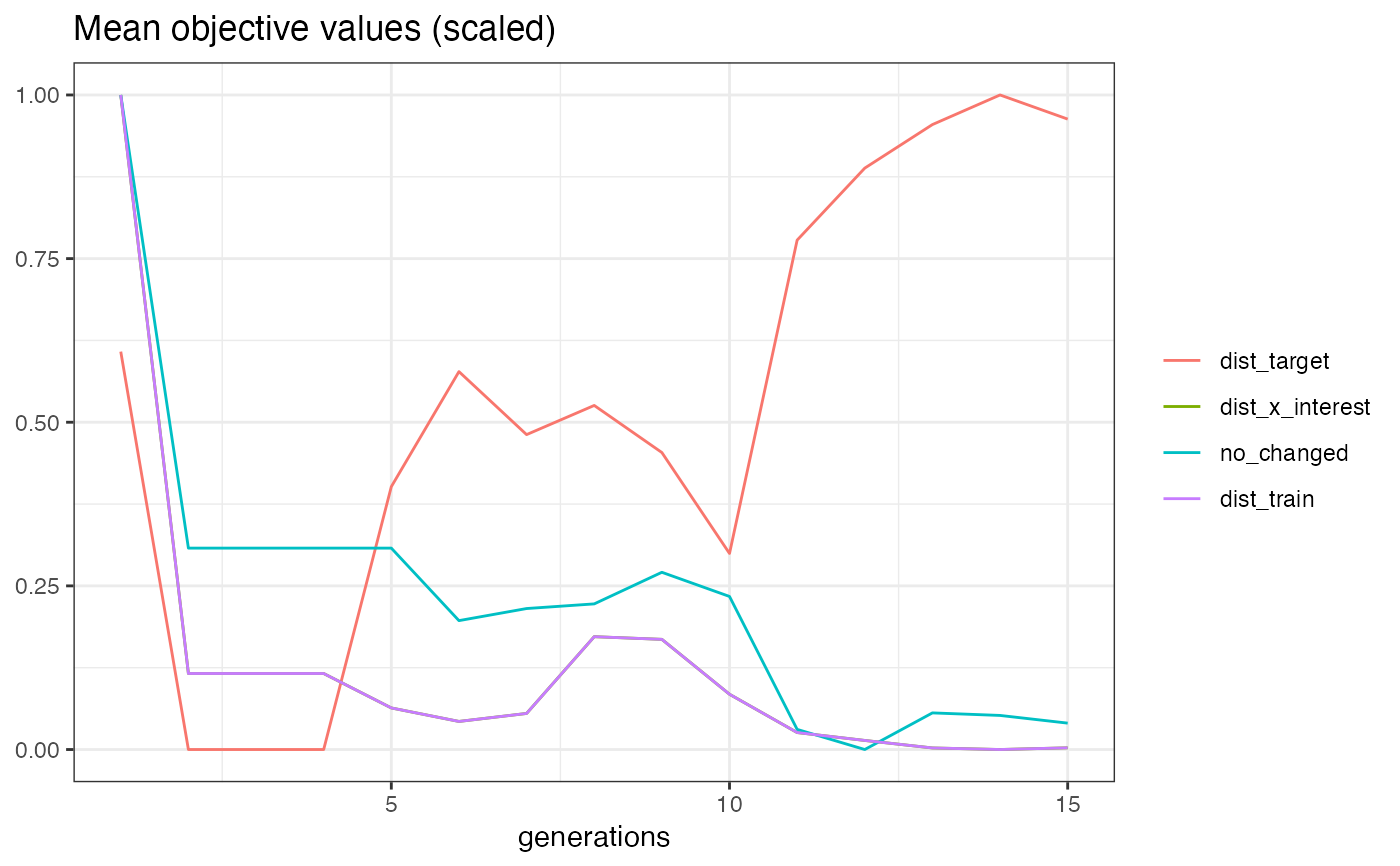 Mean objective values (scaled)
1.00
0.75
0.50
0.25
0.00
5 10 15
generations
dist_target
dist_x_interest
no_changed
dist_train